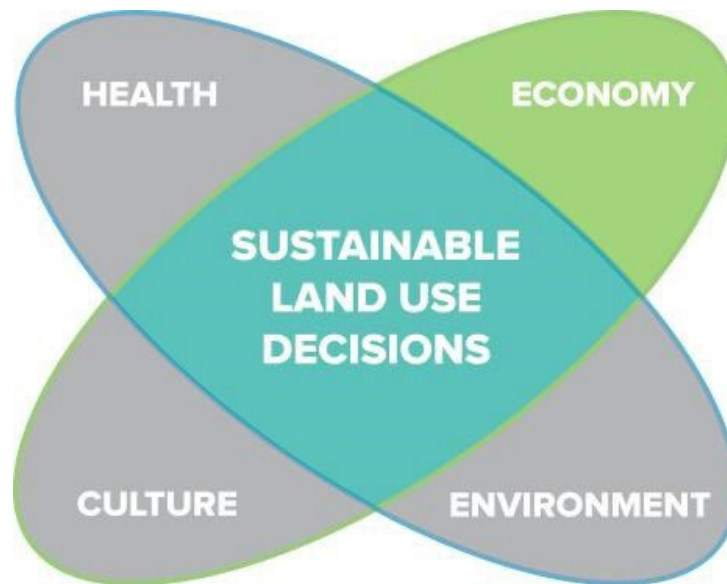 HEALTH
ECONOMY
SUSTAINABLE
LAND USE
DECISIONS
CULTURE
ENVIRONMENT